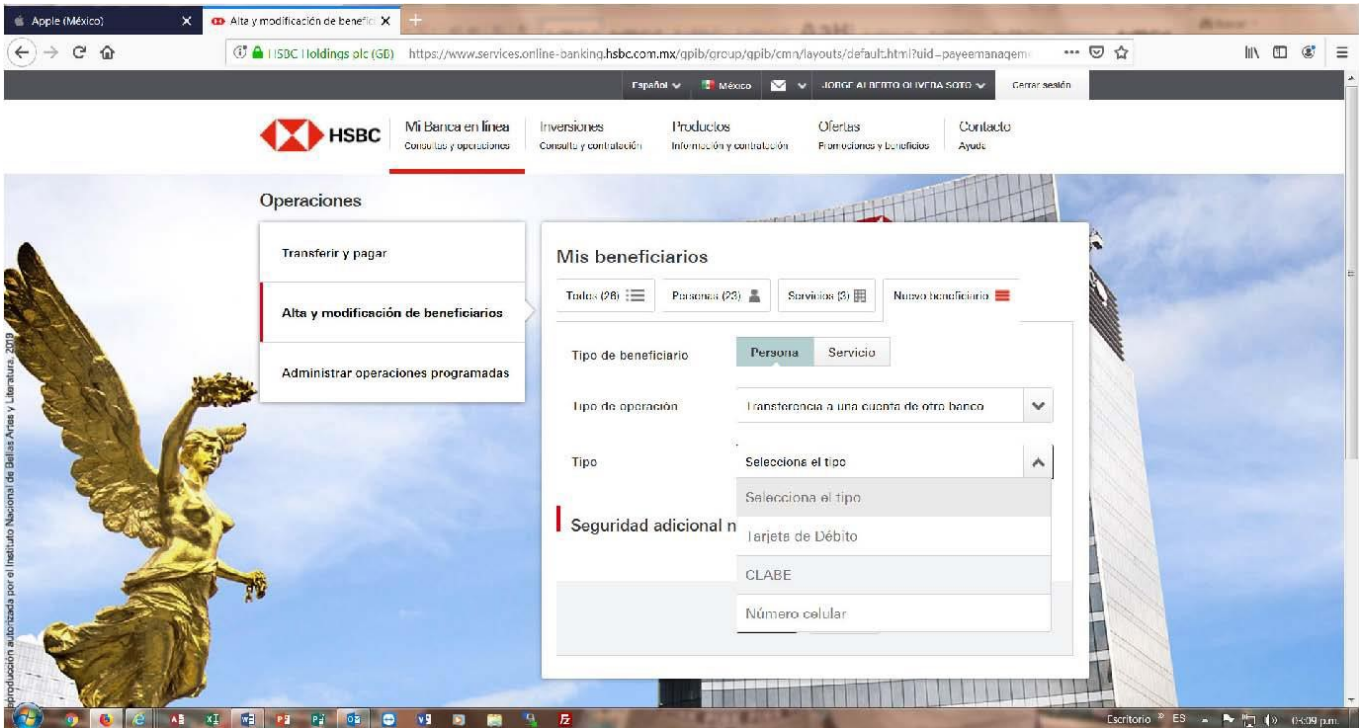 Apple (México)
Alta y modificación de benefic
HSBC Holdings plc (GB)
https://www.services.online-banking.hsbc.com.mx/gpib/group/gpib/cmn/layouts/default.html?uid=payeemanagem
Español
México
JORGE ALBERTO OLIVERA SOTO
Cerrar sesión
HSBC
Mi Banca en línea
Consultas y operaciones
Inversiones
Consulta y contratación
Productos
Información y contratación
Ofertas
Promociones y beneficios
Contacto
Ayuda
Operaciones
Transferir y pagar
Alta y modificación de beneficiarios
Administrar operaciones programadas
Mis beneficiarios
Todos (26)
Personas (23)
Servicios (3)
Nuevo beneficiario
Tipo de beneficiario
Persona
Servicio
Tipo de operación
Transferencia a una cuenta de otro banco
Tipo
Selecciona el tipo
Selecciona el tipo
Tarjeta de Débito
CLABE
Número celular
Seguridad adicional n
eproducción autorizada por el Instituto Nacional de Bellas Artes y Literatura, 2019
Escritorio
ES
03:09 p.m.